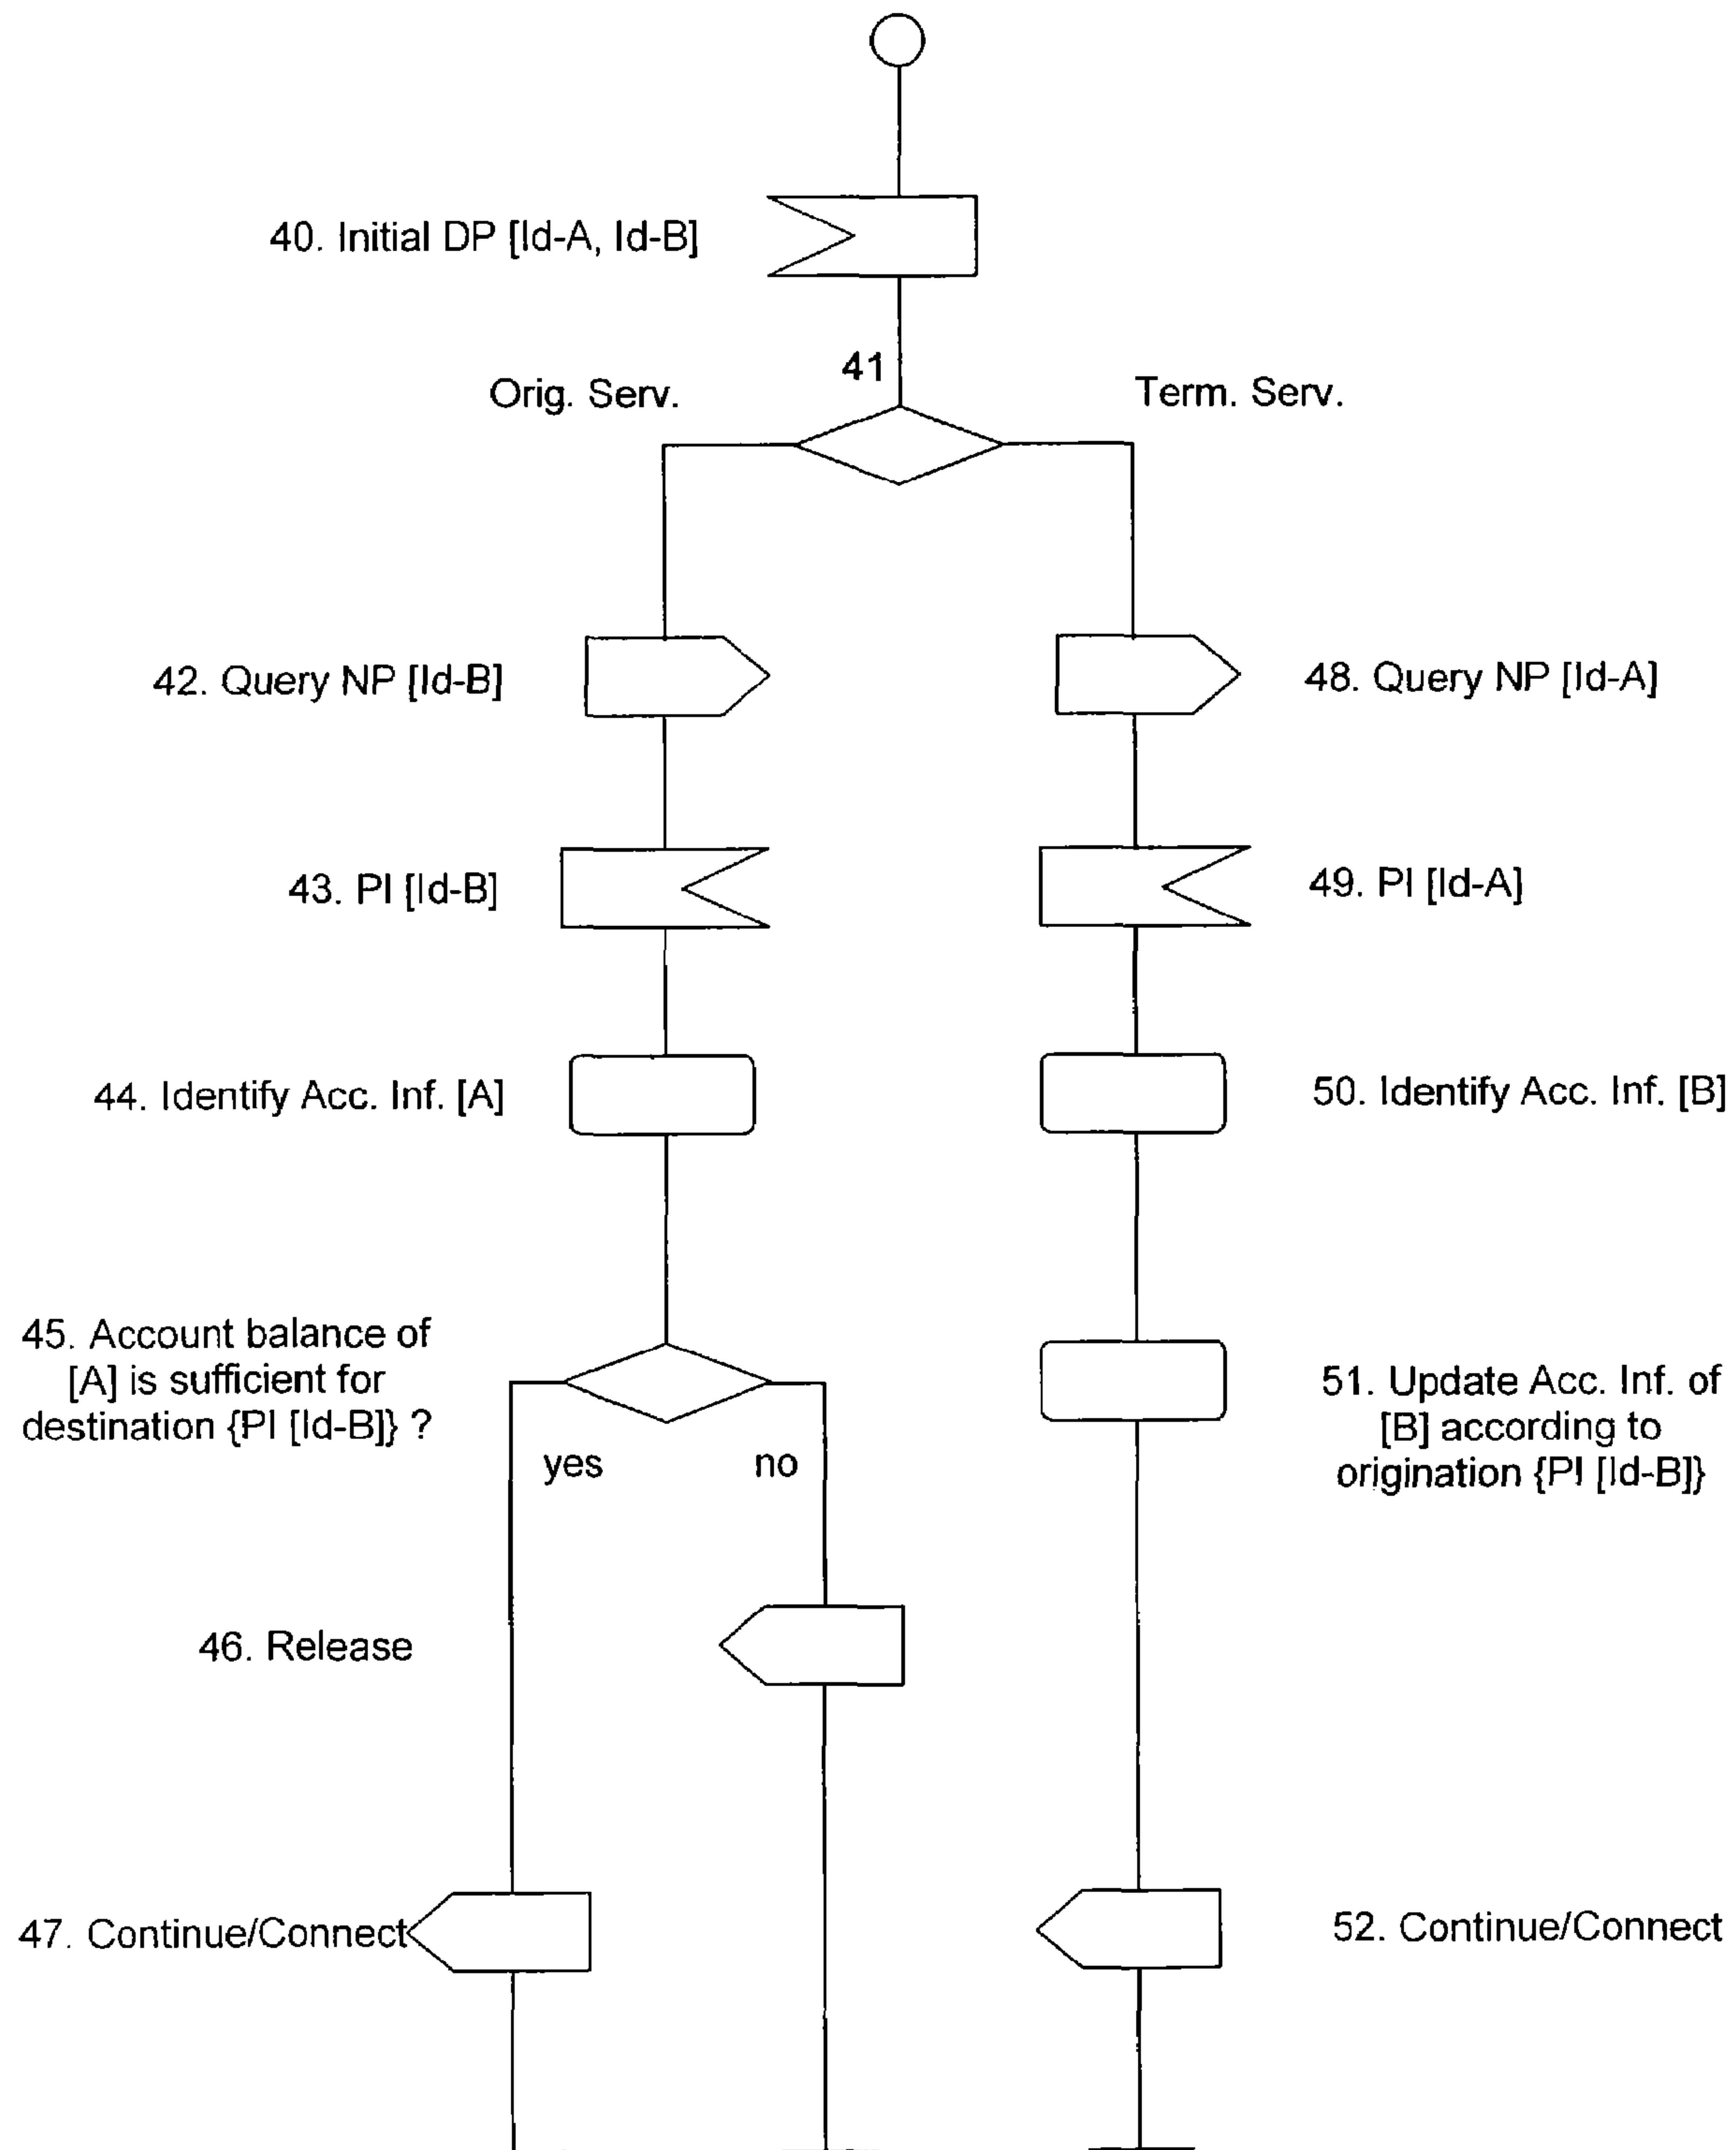 40. Initial DP [Id-A, Id-B]
41
Orig. Serv.
Term. Serv.
42. Query NP [Id-B]
48. Query NP [Id-A]
43. PI [Id-B]
49. PI [Id-A]
44. Identify Acc. Inf. [A]
50. Identify Acc. Inf. [B]
45. Account balance of
[A] is sufficient for
destination {PI [Id-B]} ?
yes
no
51. Update Acc. Inf. of
[B] according to
origination {PI [Id-B]}
46. Release
47. Continue/Connect
52. Continue/Connect